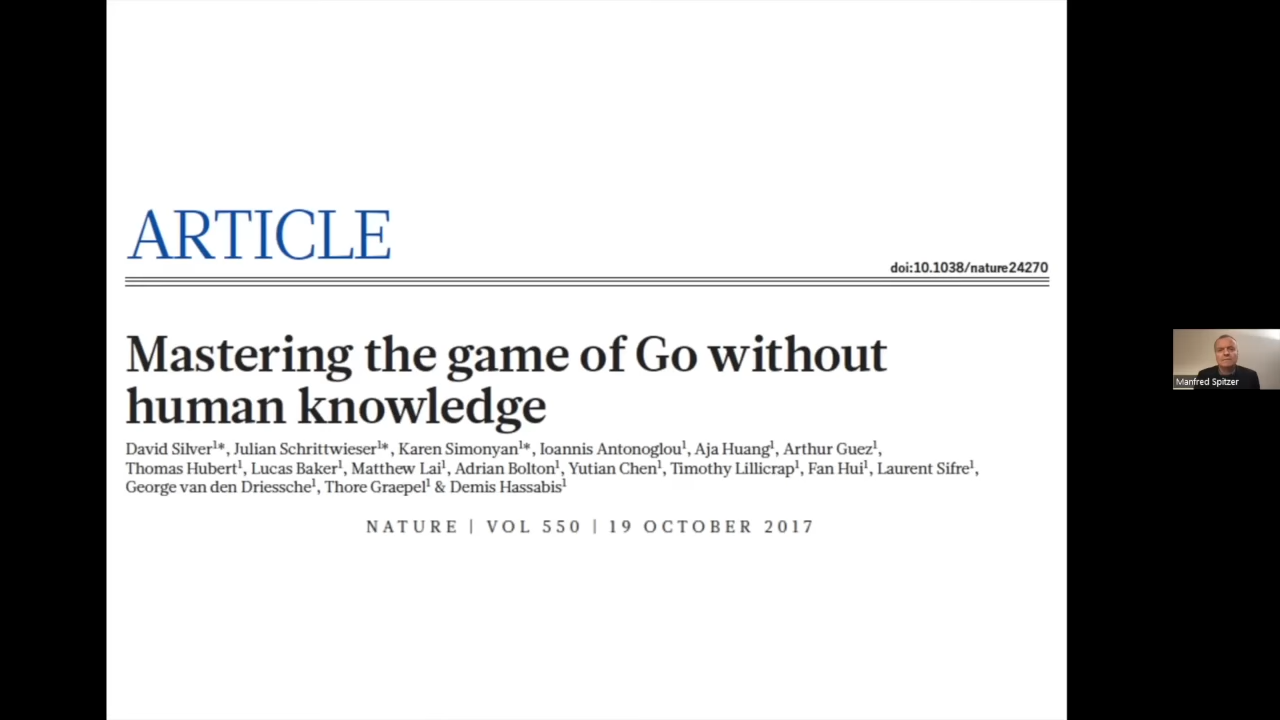 ARTICLE
doi:10.1038/nature24270
Mastering the game of Go without
human knowledge
David Silver¹*, Julian Schrittwieser¹*, Karen Simonyan¹*, Ioannis Antonoglou¹, Aja Huang¹, Arthur Guez¹,
Thomas Hubert¹, Lucas Baker¹, Matthew Lai¹, Adrian Bolton¹, Yutian Chen¹, Timothy Lillicrap¹, Fan Hui¹, Laurent Sifre¹,
George van den Driessche¹, Thore Graepel¹ & Demis Hassabis¹
NATURE | VOL 550 | 19 OCTOBER 2017
Manfred Spitzer